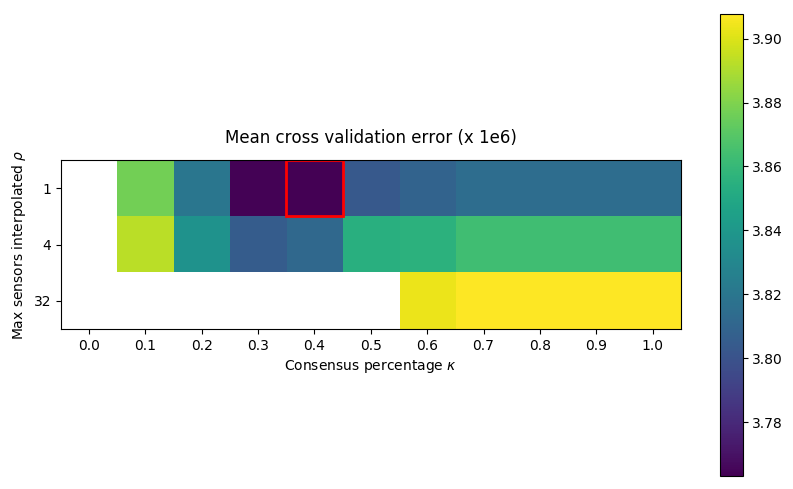 Mean cross validation error (x 1e6)
Max sensors interpolated ρ
1
4
32
0.0 0.1 0.2 0.3 0.4 0.5 0.6 0.7 0.8 0.9 1.0
Consensus percentage κ
3.90
3.88
3.86
3.84
3.82
3.80
3.78